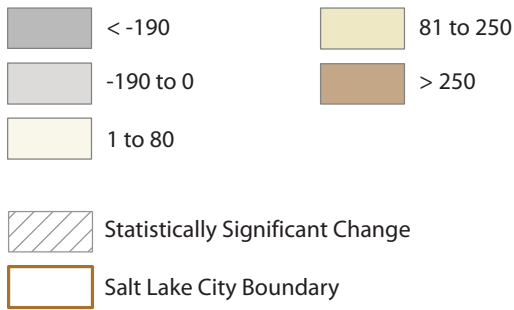 < -190
-190 to 0
1 to 80
81 to 250
> 250
Statistically Significant Change
Salt Lake City Boundary